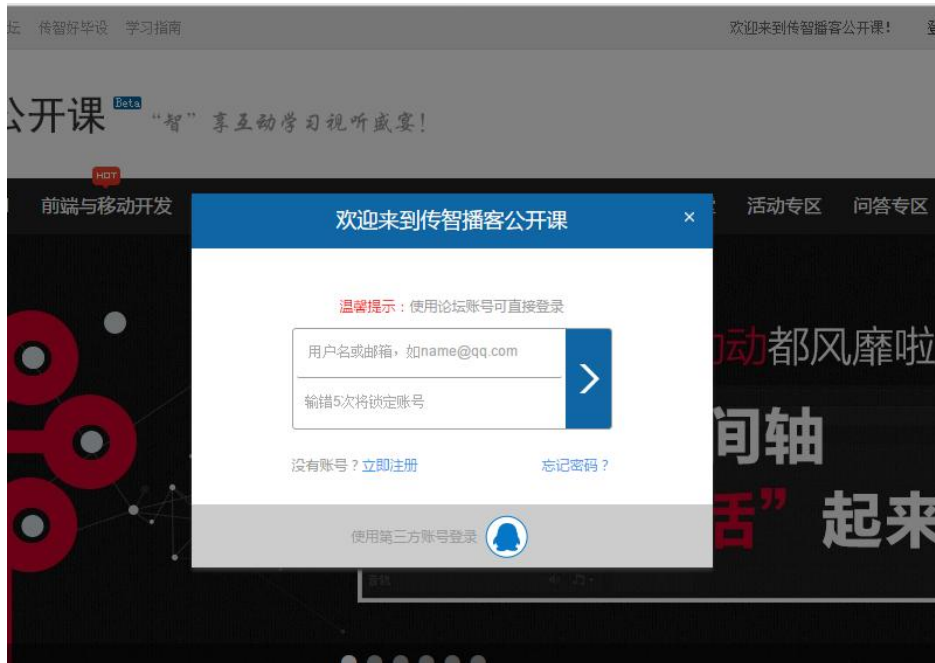 坛 传智好毕设 学习指南
欢迎来到传智播客公开课!
公开课 Beta “智”享互动学习视听盛宴!
HOT
前端与移动开发
活动专区 问答专区
欢迎来到传智播客公开课 ×
温馨提示：使用论坛账号可直接登录
用户名或邮箱，如name@qq.com
输错5次将锁定账号
没有账号？立即注册 忘记密码？
使用第三方账号登录
动都风靡啦
间轴
活”起来
音轨